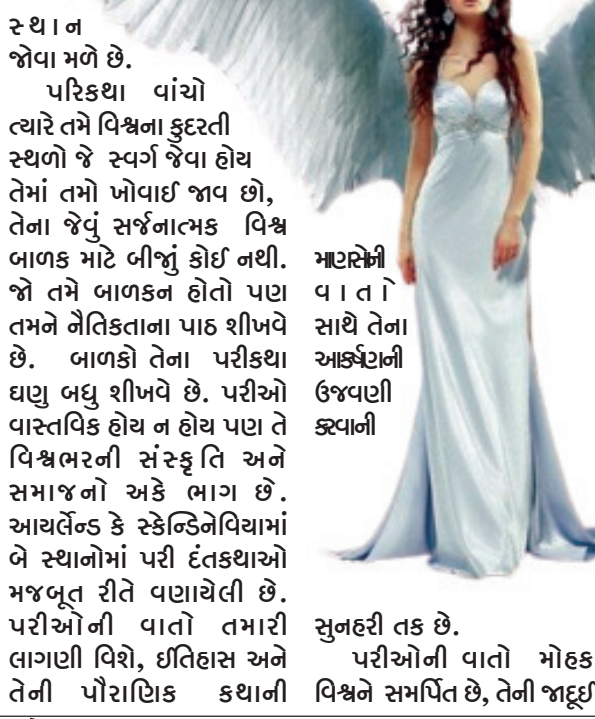 સ્થાન
જોવા મળે છે.
પરિકથા વાંચો
ત્યારે તમે વિશ્વના કુદરતી
સ્થળો જે સ્વર્ગ જેવા હોય
તેમાં તમો ખોવાઈ જાવ છો,
તેના જેવું સર્જનાત્મક વિશ્વ
બાળક માટે બીજું કોઈ નથી.
જો તમે બાળકન હોતો પણ
તમને નૈતિકતાના પાઠ શીખવે
છે. બાળકો તેના પરીકથા
ઘણુ બધુ શીખવે છે. પરીઓ
વાસ્તવિક હોય ન હોય પણ તે
વિશ્વભરની સંસ્કૃતિ અને
સમાજનો અકે ભાગ છે.
આયર્લેન્ડ કે સ્કેન્ડિનેવિયામાં
બે સ્થાનોમાં પરી દંતકથાઓ
મજબૂત રીતે વણાયેલી છે.
પરીઓની વાતો તમારી
લાગણી વિશે, ઈતિહાસ અને
તેની પૌરાણિક કથાની
માણસેની
વાતો
સાથે તેના
આકર્ષણની
ઉજવણી
કરવાની
સુનહરી તક છે.
પરીઓની વાતો મોહક
વિશ્વને સમર્પિત છે, તેની જાદૂઈ